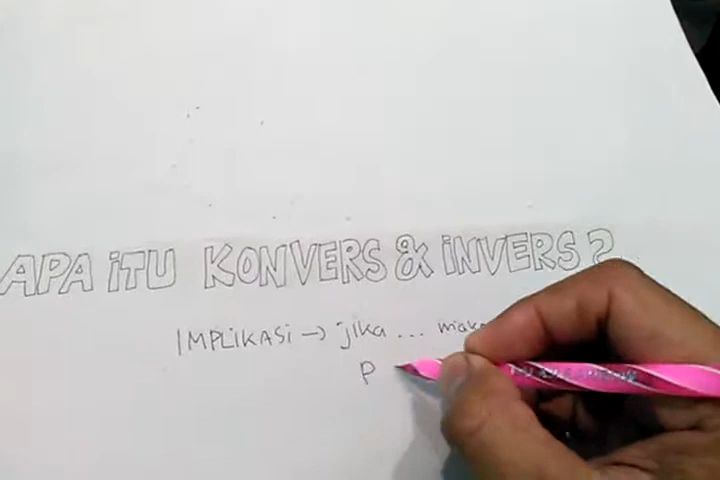 APA iTU KONVERS & iNVERS ?
IMPLIKASi → jika ...
P